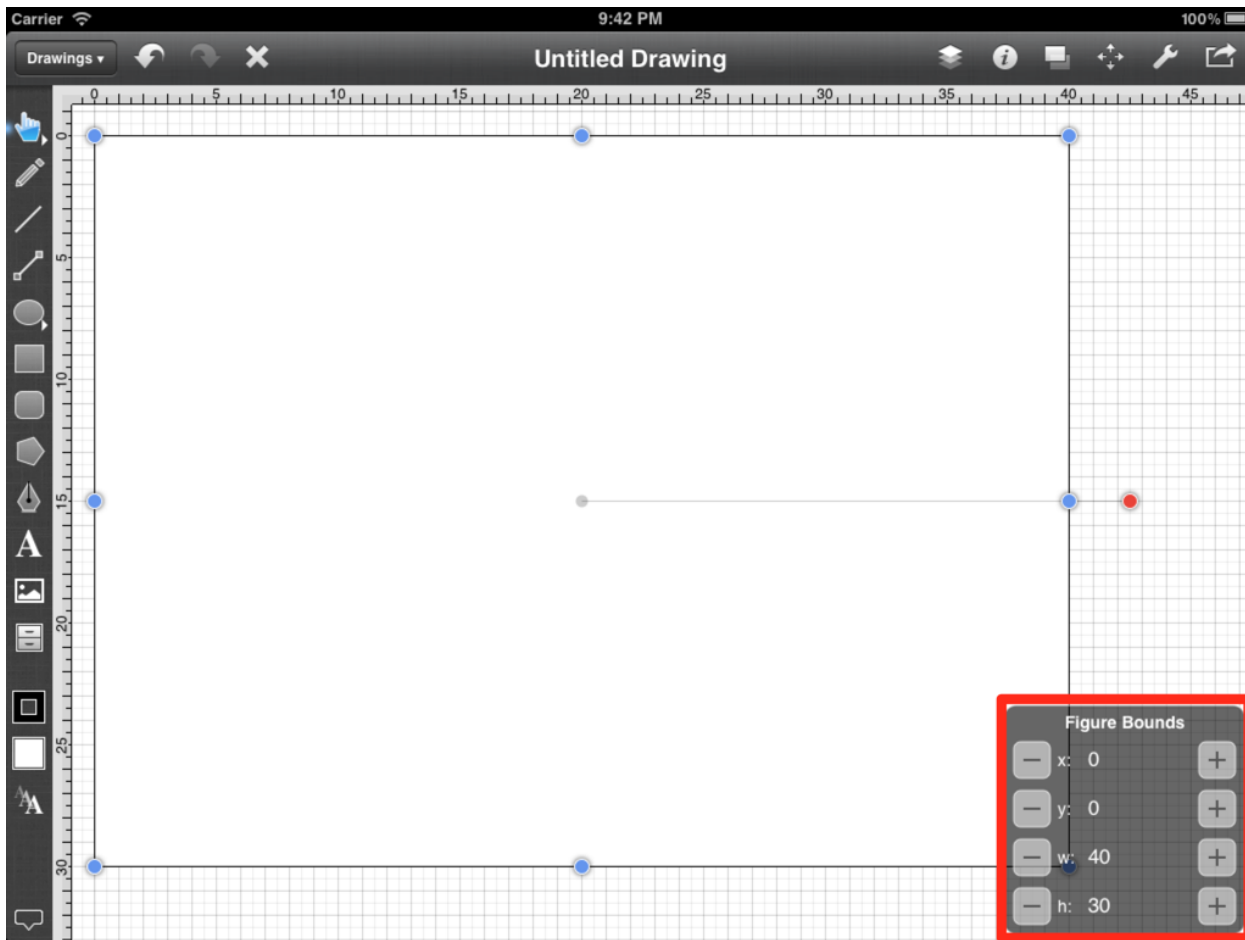 Carrier 9:42 PM 100%
Drawings ▾ Untitled Drawing
0 5 10 15 20 25 30 35 40 45
0
5
10
15
20
25
30
A
AAA
Figure Bounds
− x: 0 +
− y: 0 +
− w: 40 +
− h: 30 +